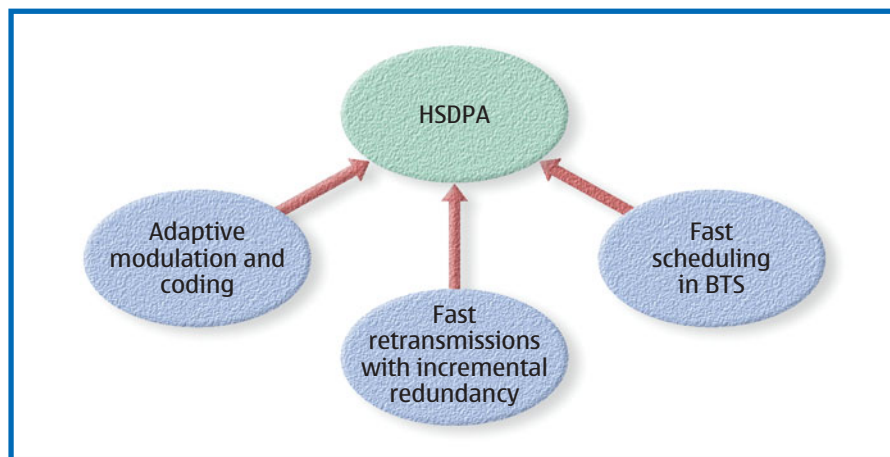 HSDPA
Adaptive
modulation and
coding
Fast
retransmissions
with incremental
redundancy
Fast
scheduling
in BTS